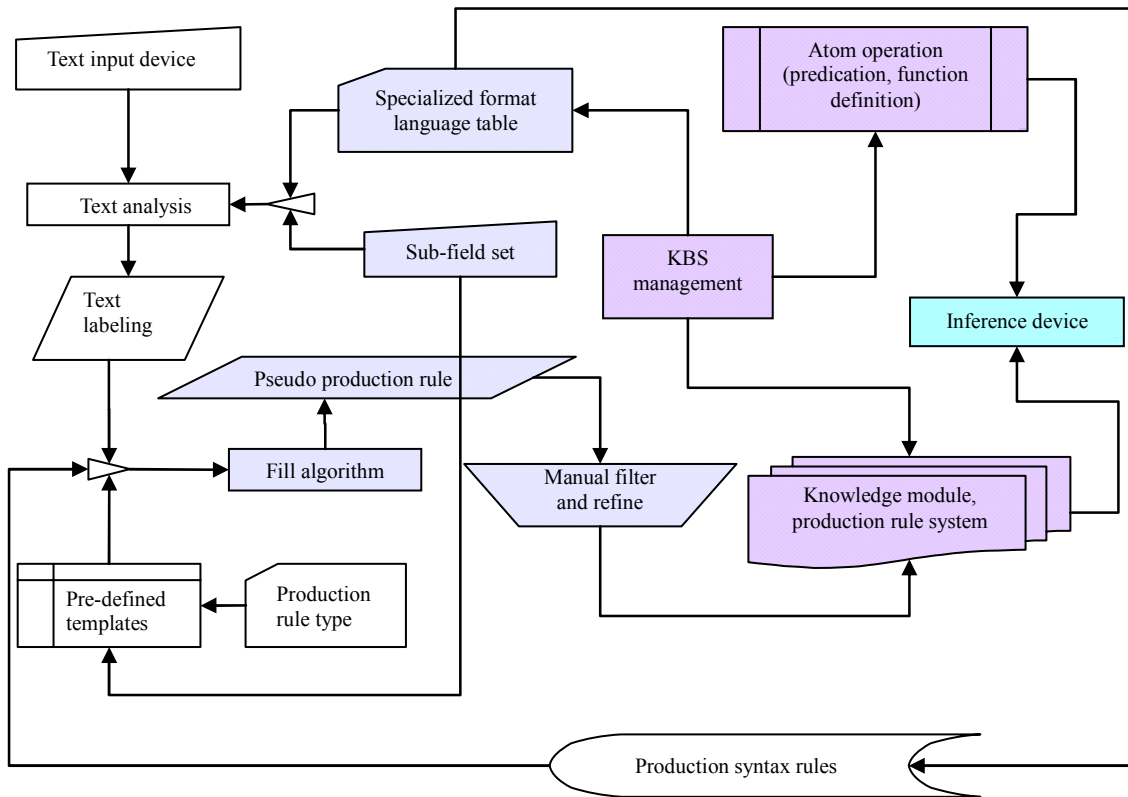 Text input device
Specialized format
language table
Atom operation
(predication, function
definition)
Text analysis
Sub-field set
KBS
management
Text
labeling
Inference device
Pseudo production rule
Fill algorithm
Manual filter
and refine
Knowledge module,
production rule system
Pre-defined
templates
Production
rule type
Production syntax rules